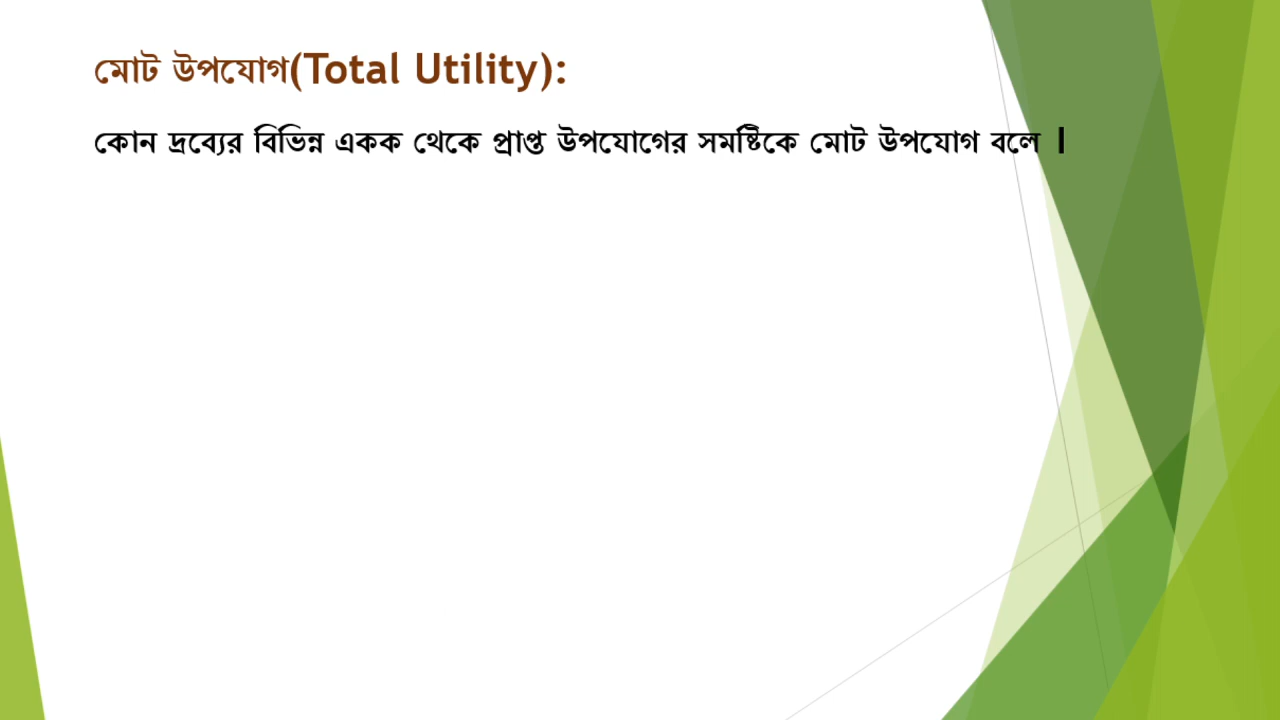 মোট উপযোগ(Total Utility):
কোন দ্রব্যের বিভিন্ন একক থেকে প্রাপ্ত উপযোগের সমষ্টিকে মোট উপযোগ বলে ।